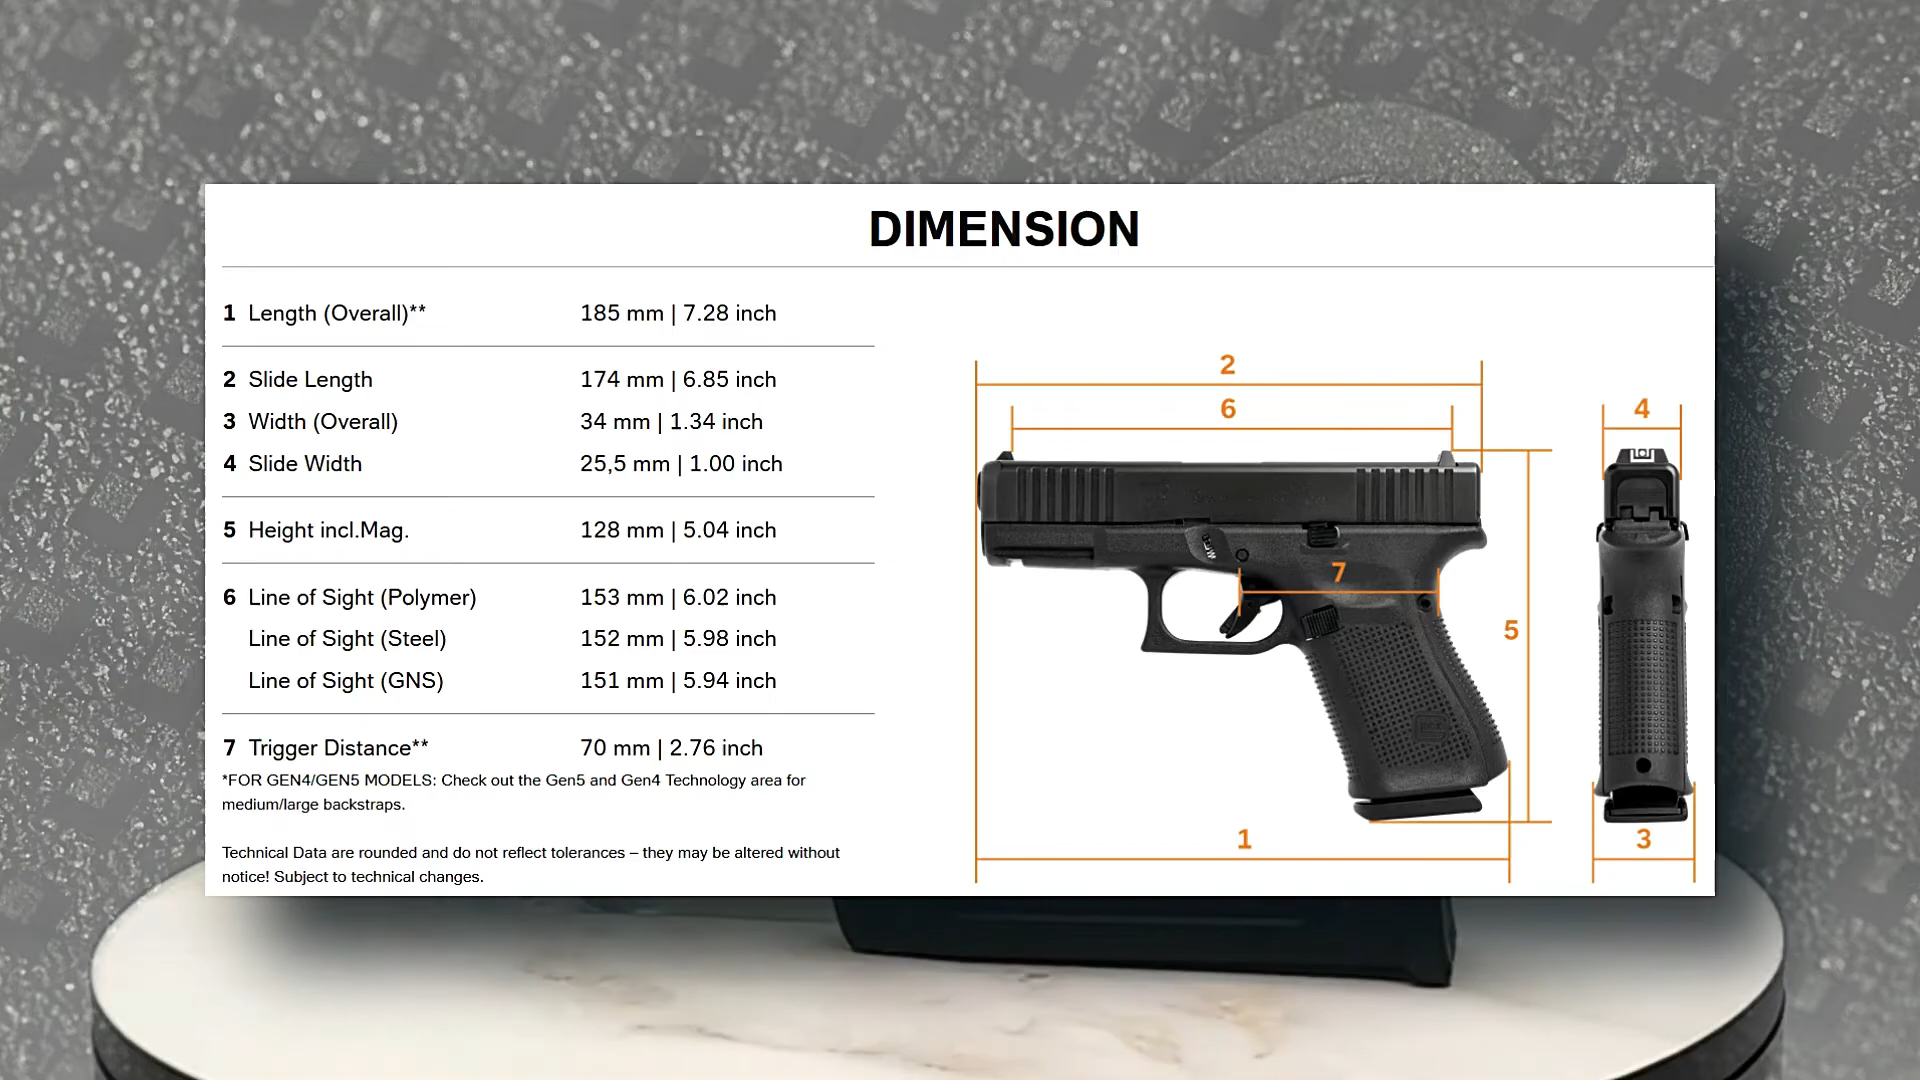 DIMENSION
1 Length (Overall)** 185 mm | 7.28 inch
2 Slide Length 174 mm | 6.85 inch
3 Width (Overall) 34 mm | 1.34 inch
4 Slide Width 25,5 mm | 1.00 inch
5 Height incl.Mag. 128 mm | 5.04 inch
6 Line of Sight (Polymer) 153 mm | 6.02 inch
Line of Sight (Steel) 152 mm | 5.98 inch
Line of Sight (GNS) 151 mm | 5.94 inch
7 Trigger Distance** 70 mm | 2.76 inch
*FOR GEN4/GEN5 MODELS: Check out the Gen5 and Gen4 Technology area for
medium/large backstraps.
Technical Data are rounded and do not reflect tolerances – they may be altered without
notice! Subject to technical changes.
2
6
4
7
5
1
3